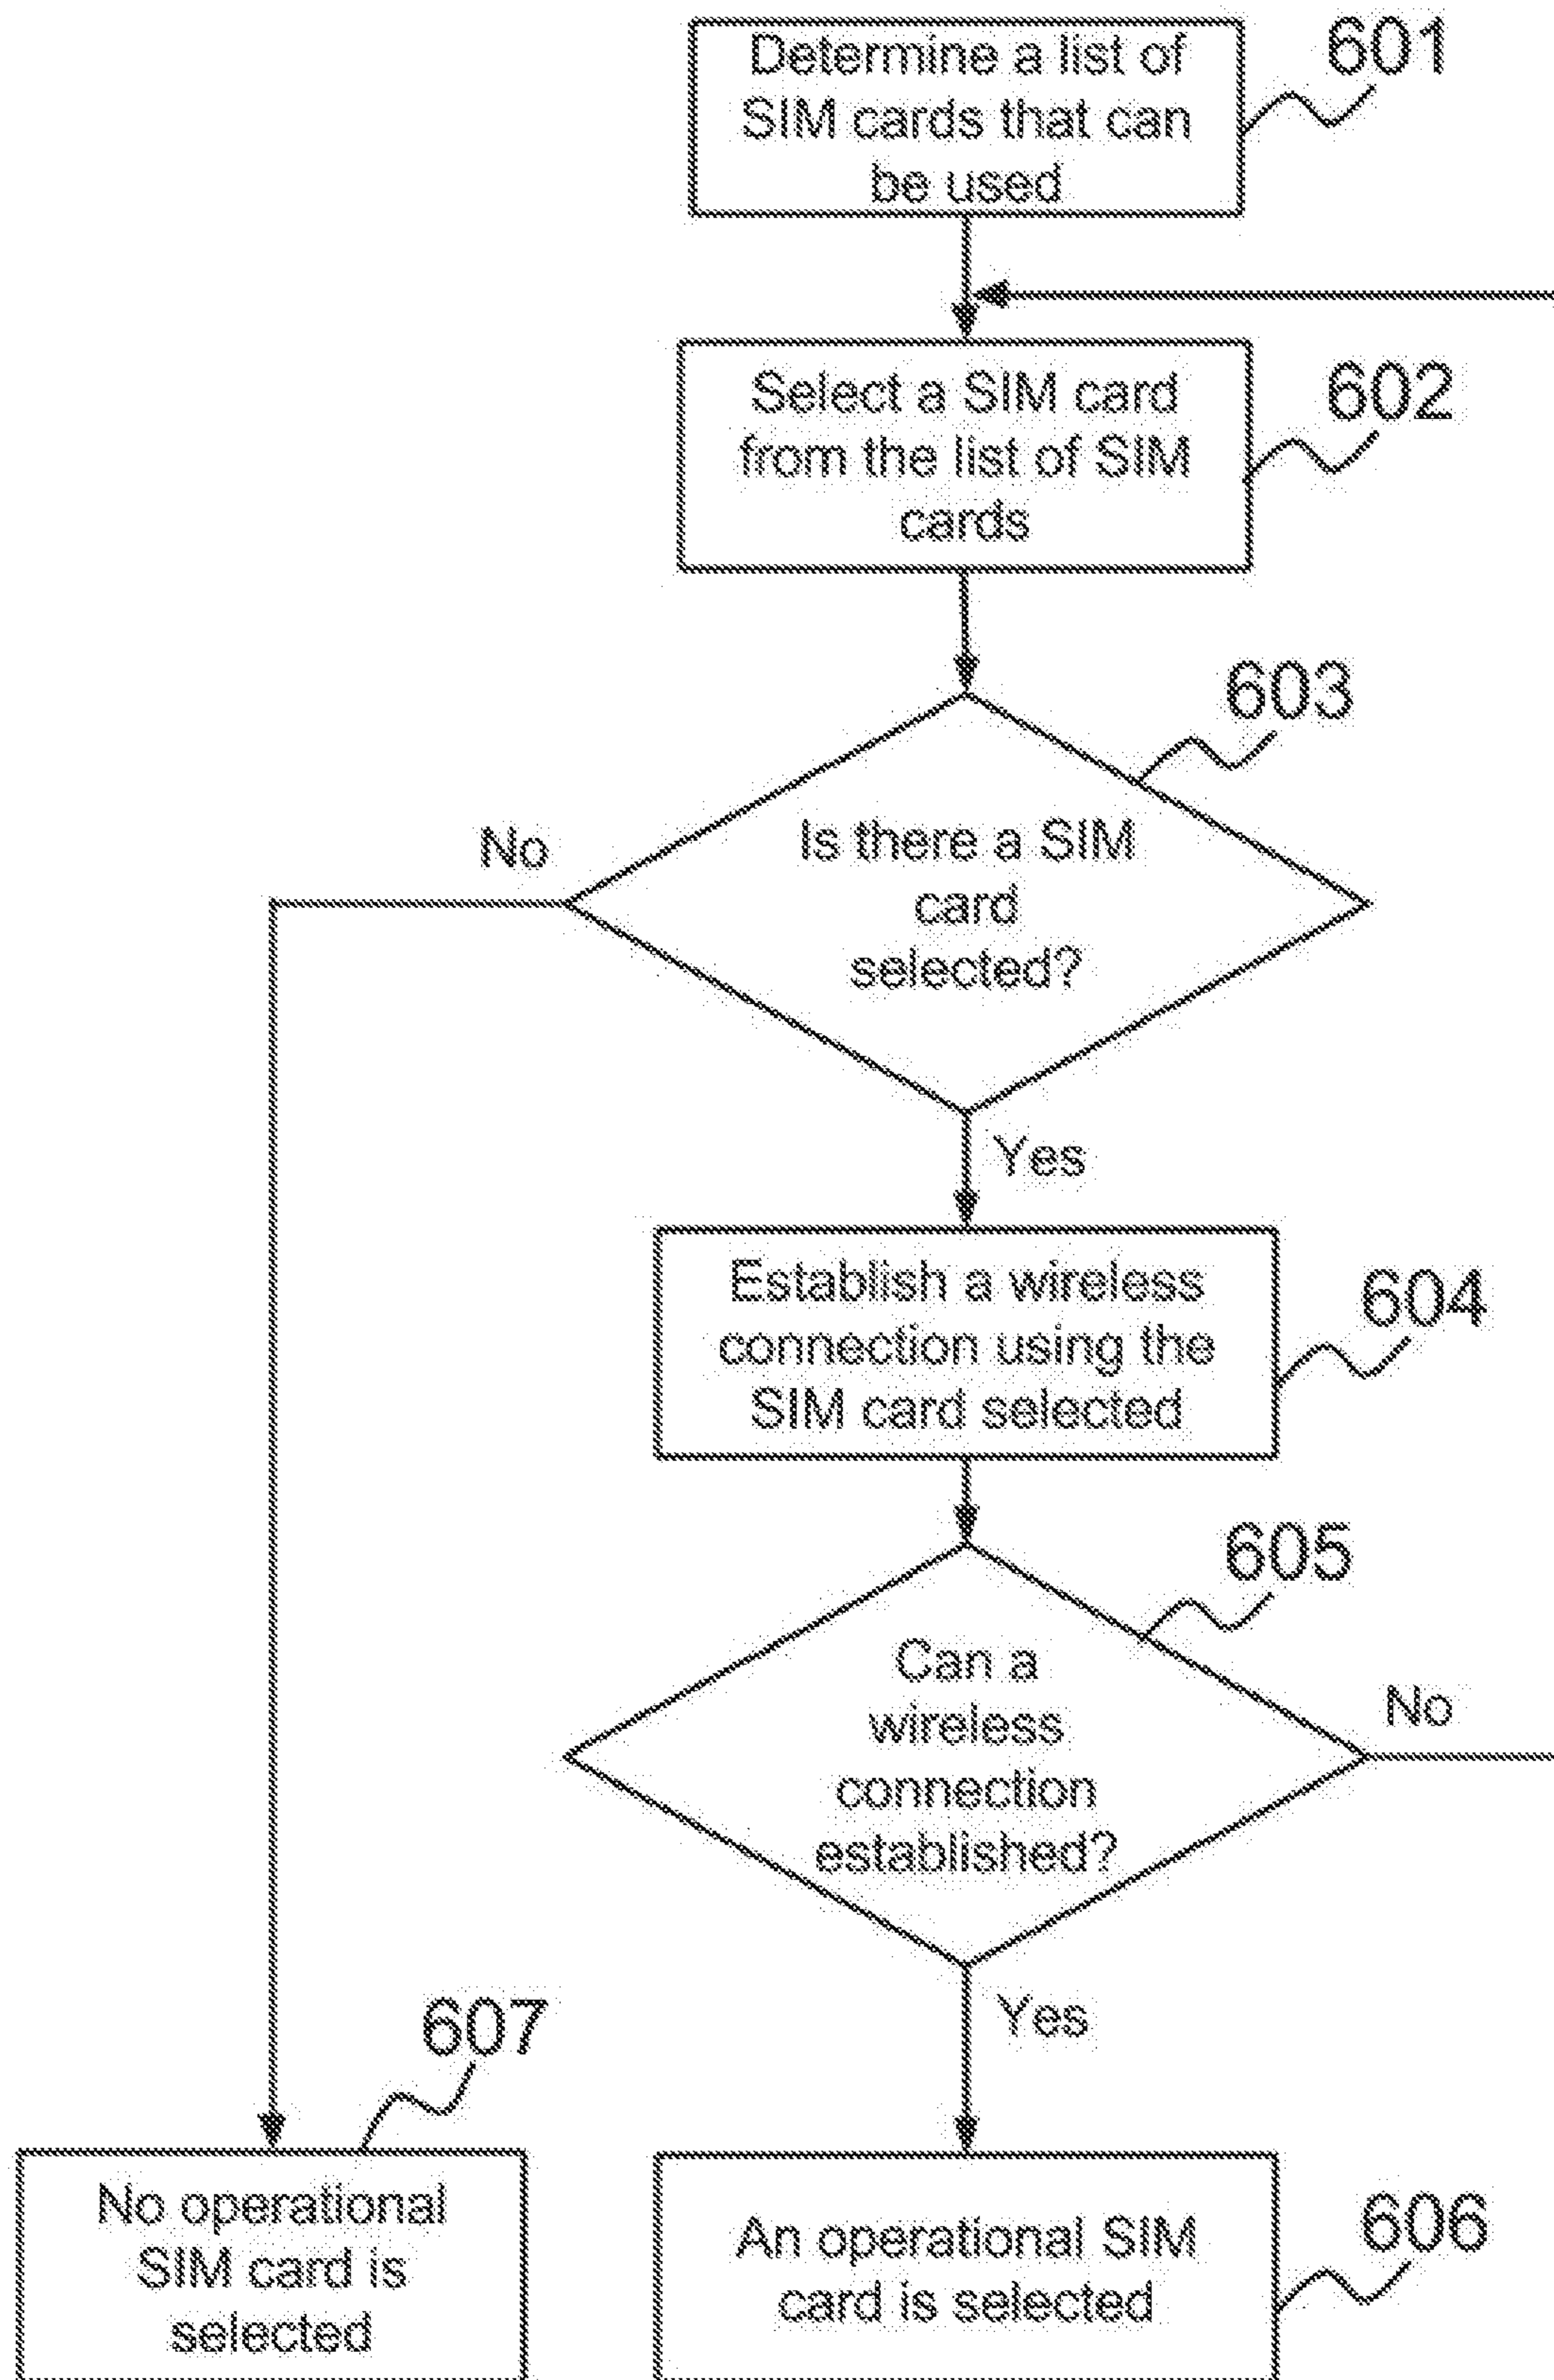 Determine a list of
SIM cards that can
be used
601
Select a SIM card
from the list of SIM
cards
602
603
Is there a SIM
card
selected?
No
Yes
Establish a wireless
connection using the
SIM card selected
604
605
Can a
wireless
connection
established?
No
Yes
607
No operational
SIM card is
selected
An operational SIM
card is selected
606